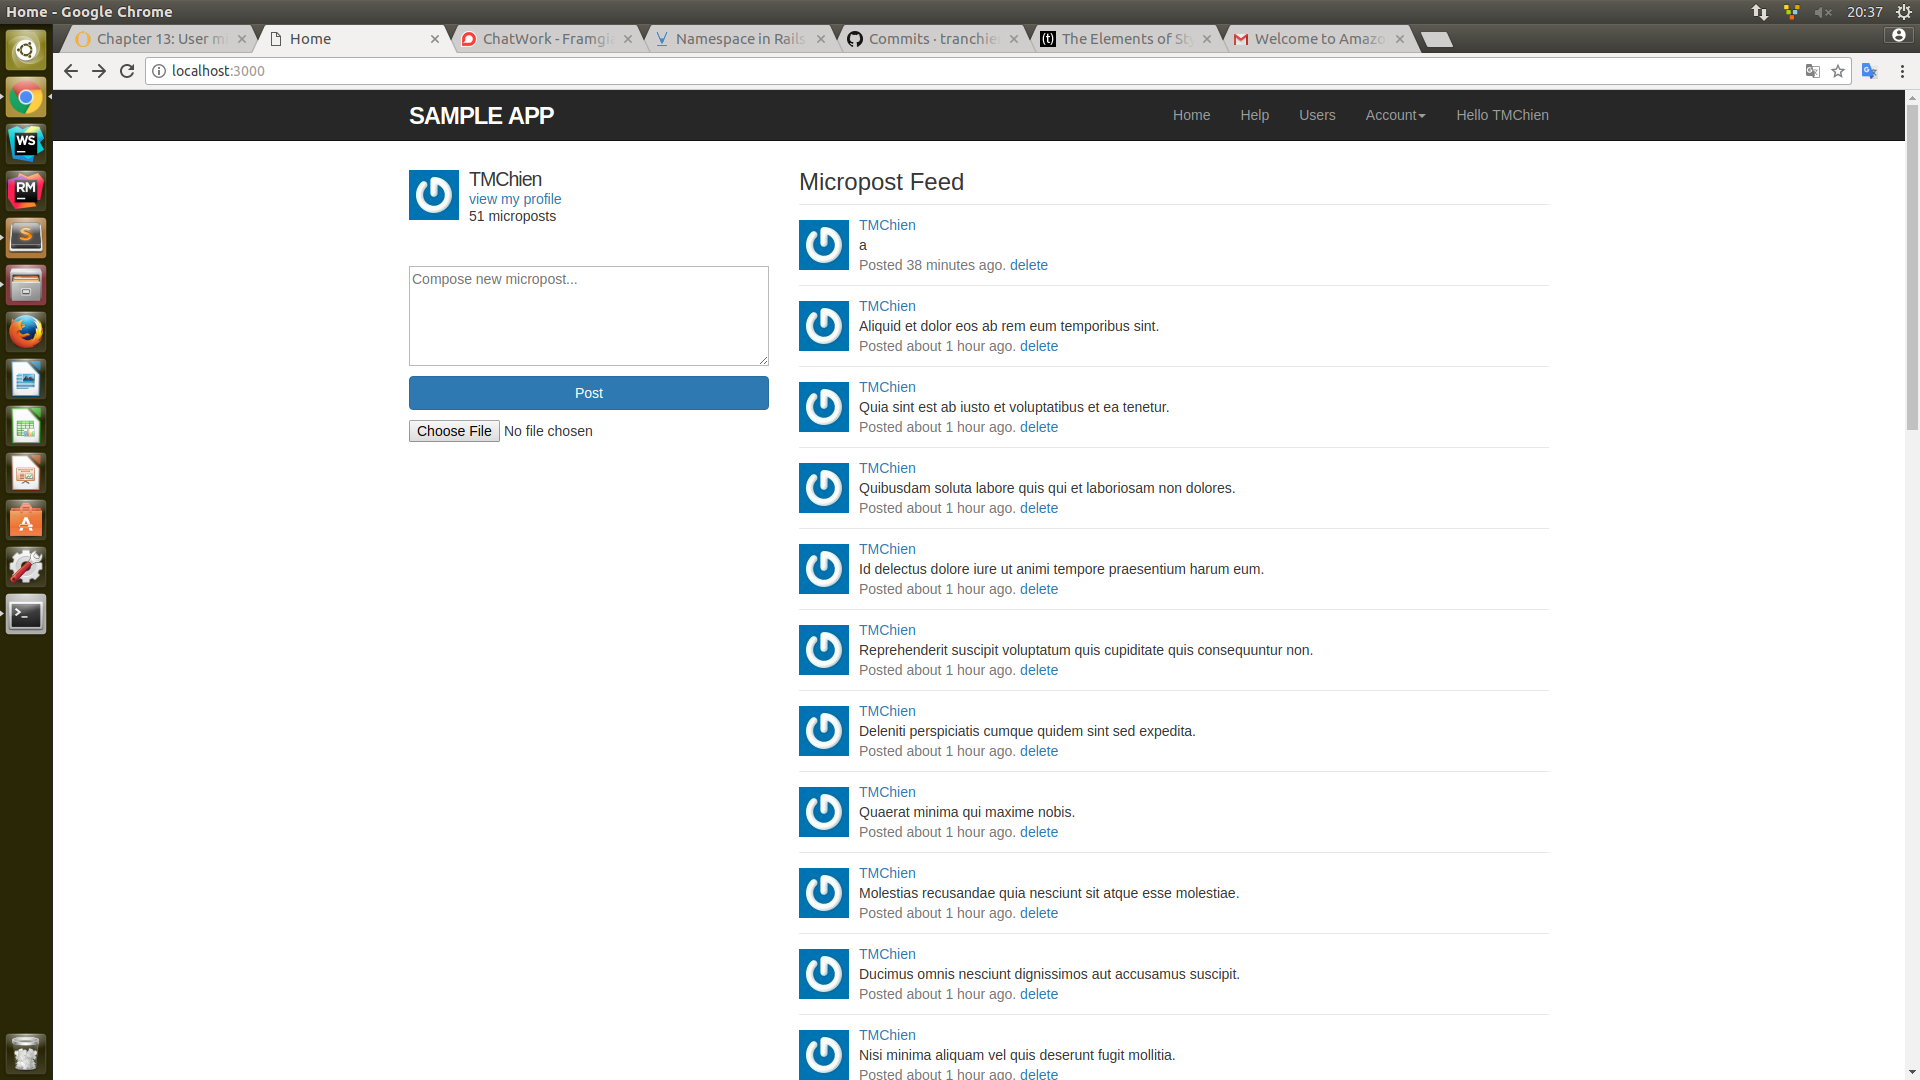 Home - Google Chrome
20:37
Chapter 13: User mi
Home
ChatWork - Framgia
Namespace in Rails
Commits · tranchien
The Elements of Sty
Welcome to Amazo
localhost:3000
SAMPLE APP
Home
Help
Users
Account
Hello TMChien
TMChien
view my profile
51 microposts
Compose new micropost...
Post
Choose File No file chosen
Micropost Feed
TMChien
a
Posted 38 minutes ago. delete
TMChien
Aliquid et dolor eos ab rem eum temporibus sint.
Posted about 1 hour ago. delete
TMChien
Quia sint est ab iusto et voluptatibus et ea tenetur.
Posted about 1 hour ago. delete
TMChien
Quibusdam soluta labore quis qui et laboriosam non dolores.
Posted about 1 hour ago. delete
TMChien
Id delectus dolore iure ut animi tempore praesentium harum eum.
Posted about 1 hour ago. delete
TMChien
Reprehenderit suscipit voluptatum quis cupiditate quis consequuntur non.
Posted about 1 hour ago. delete
TMChien
Deleniti perspiciatis cumque quidem sint sed expedita.
Posted about 1 hour ago. delete
TMChien
Quaerat minima qui maxime nobis.
Posted about 1 hour ago. delete
TMChien
Molestias recusandae quia nesciunt sit atque esse molestiae.
Posted about 1 hour ago. delete
TMChien
Ducimus omnis nesciunt dignissimos aut accusamus suscipit.
Posted about 1 hour ago. delete
TMChien
Nisi minima aliquam vel quis deserunt fugit mollitia.
Posted about 1 hour ago. delete
WS
RM